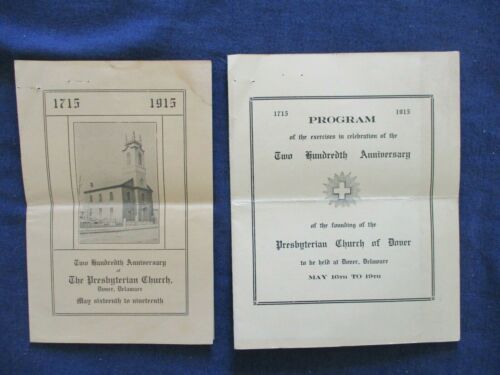 1715 1915
Two Hundredth Anniversary
of
The Presbyterian Church,
Dover, Delaware
May sixteenth to nineteenth
1715 1915
PROGRAM
of the exercises in celebration of the
Two Hundredth Anniversary
of the founding of the
Presbyterian Church of Dover
to be held at Dover, Delaware
MAY 16TH TO 19TH